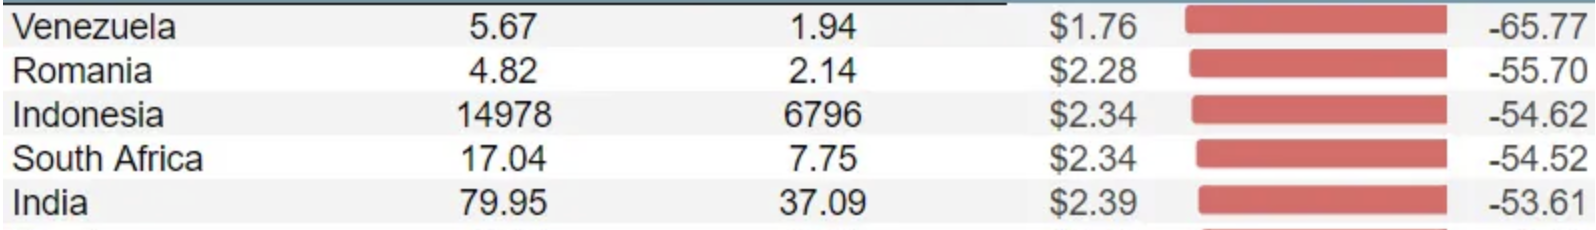 Venezuela 5.67 1.94 $1.76 -65.77
Romania 4.82 2.14 $2.28 -55.70
Indonesia 14978 6796 $2.34 -54.62
South Africa 17.04 7.75 $2.34 -54.52
India 79.95 37.09 $2.39 -53.61